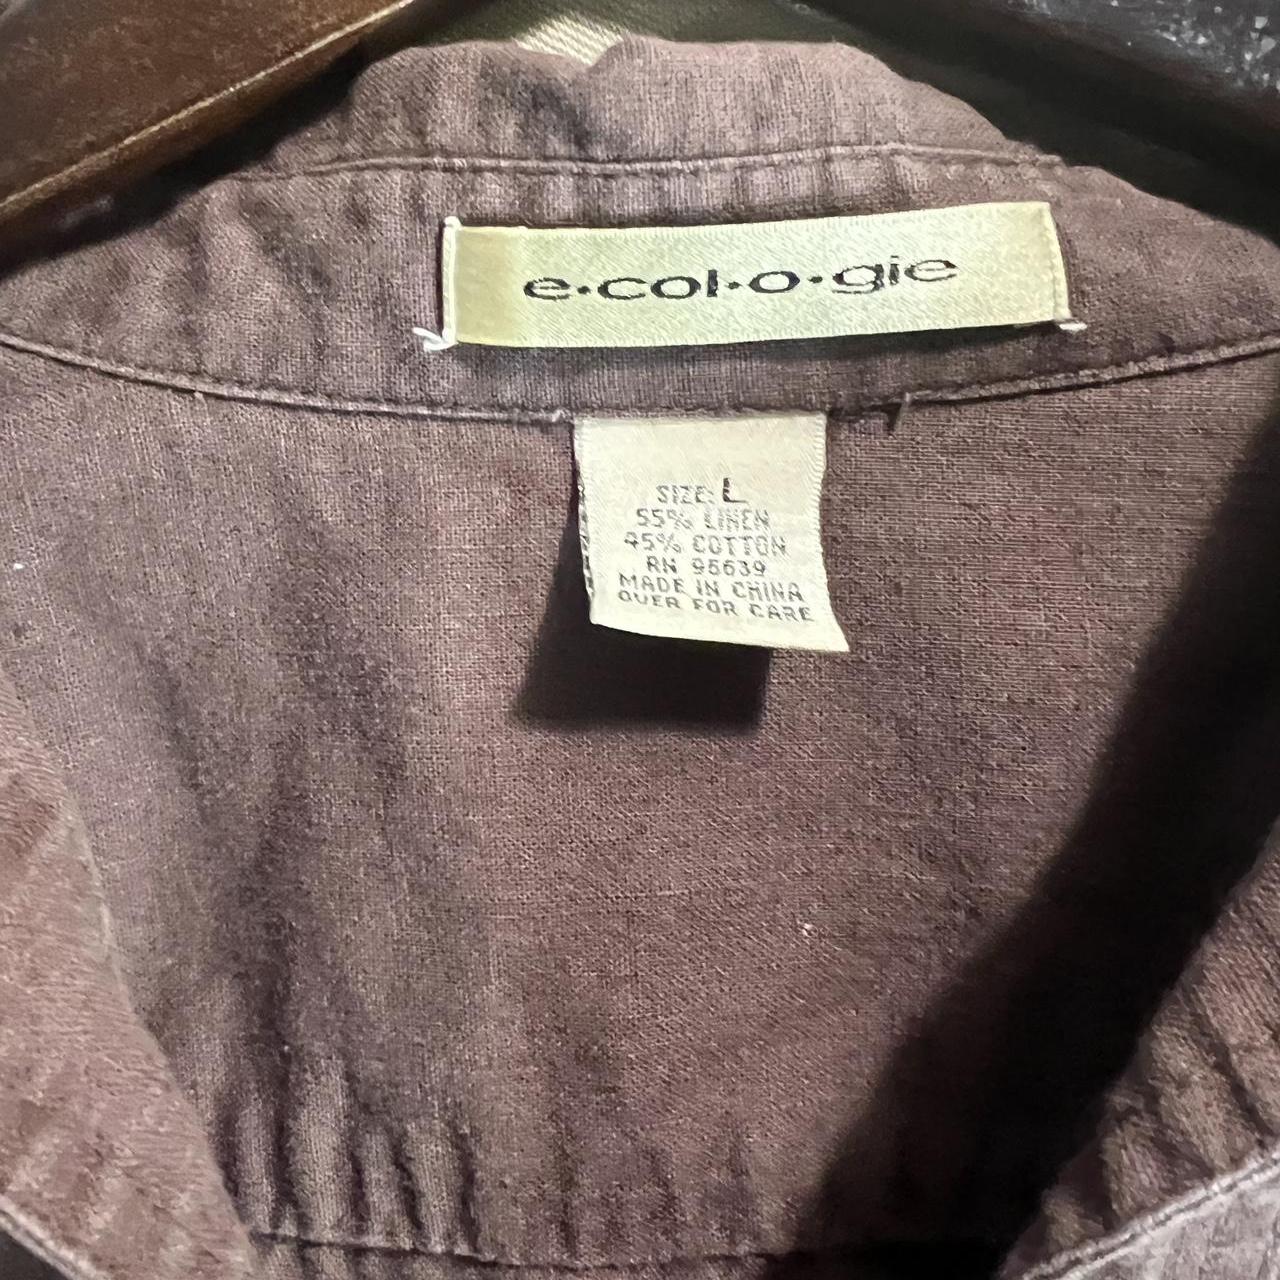 e•col•o•gie
SIZE: L
55% LINEN
45% COTTON
RN 95639
MADE IN CHINA
OVER FOR CARE